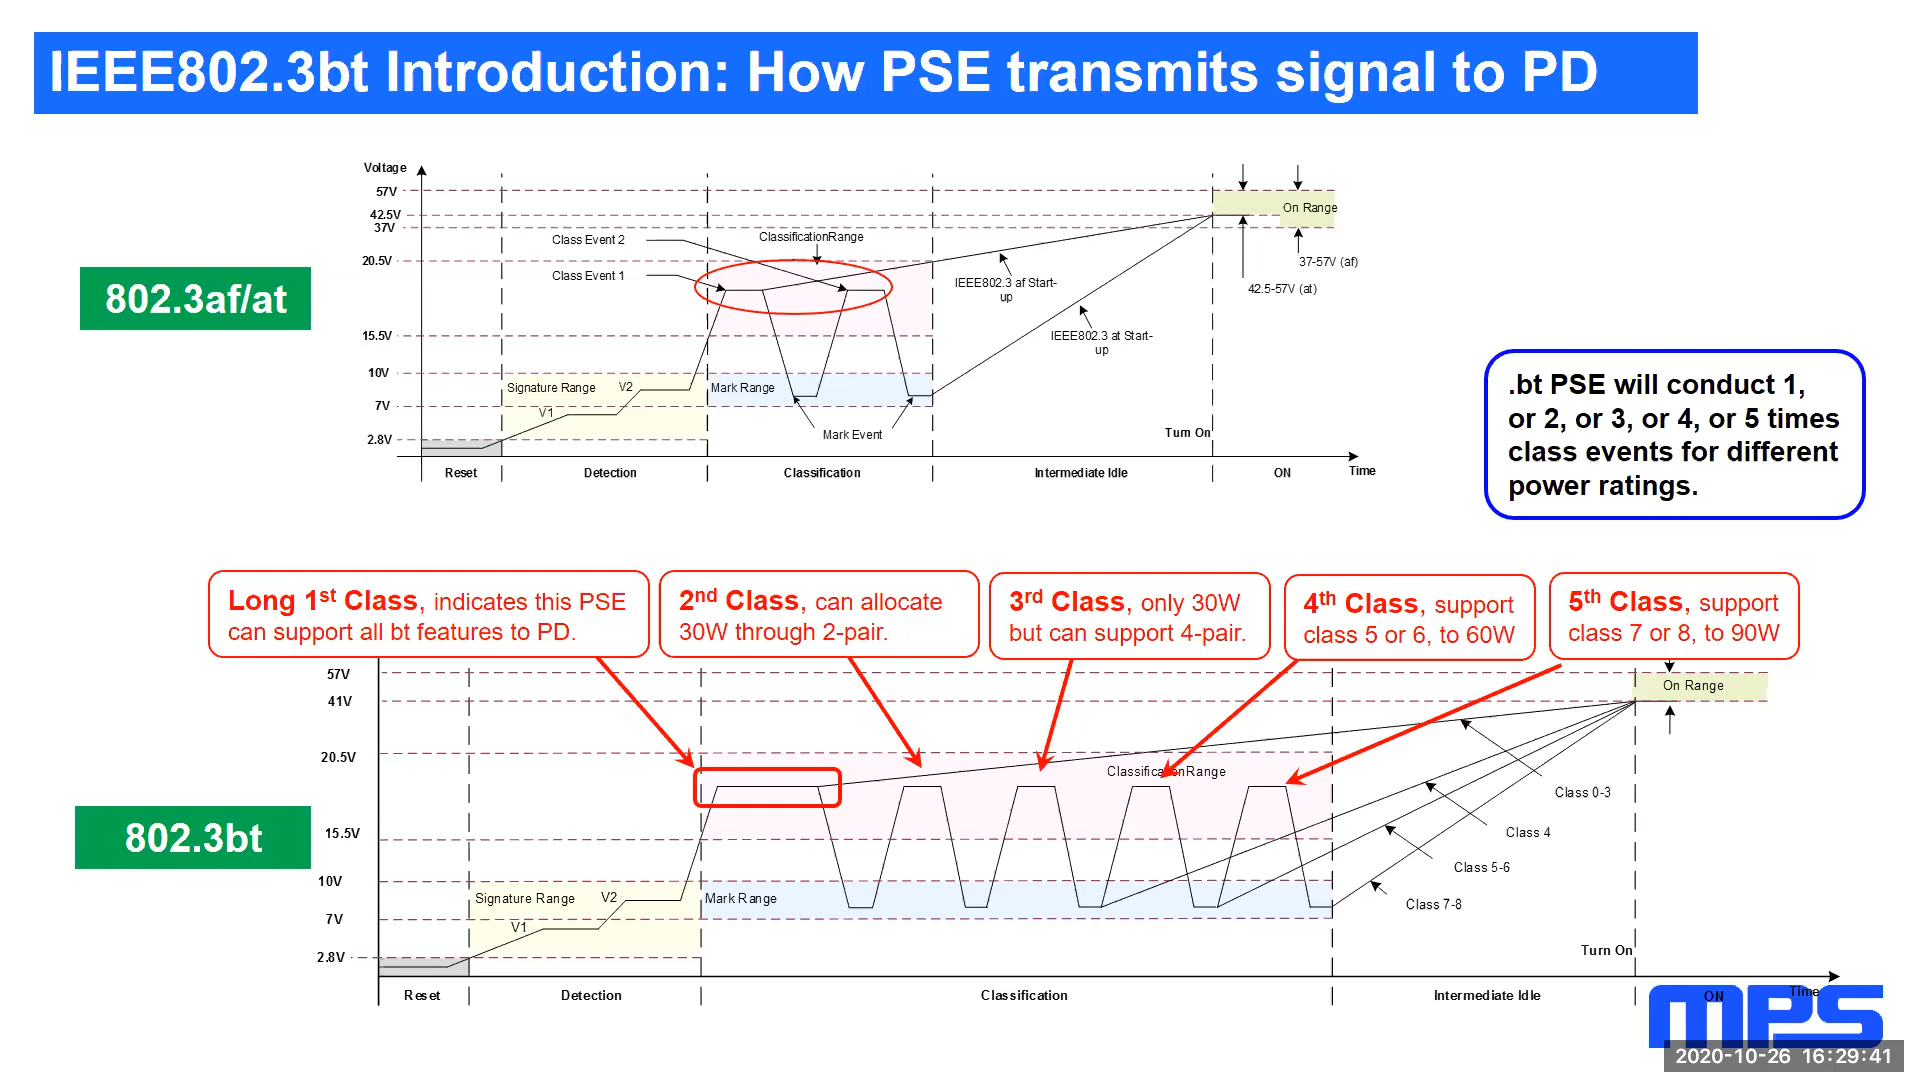 IEEE802.3bt Introduction: How PSE transmits signal to PD
Voltage
57V
42.5V
37V
20.5V
15.5V
10V
7V
2.8V
Class Event 2
Class Event 1
ClassificationRange
On Range
37-57V (af)
42.5-57V (at)
IEEE802.3 af Start-
up
IEEE802.3 at Start-
up
802.3af/at
Signature Range
V2
V1
Mark Range
Mark Event
Turn On
Reset
Detection
Classification
Intermediate Idle
ON
Time
.bt PSE will conduct 1,
or 2, or 3, or 4, or 5 times
class events for different
power ratings.
Long 1st Class, indicates this PSE
can support all bt features to PD.
2nd Class, can allocate
30W through 2-pair.
3rd Class, only 30W
but can support 4-pair.
4th Class, support
class 5 or 6, to 60W
5th Class, support
class 7 or 8, to 90W
57V
41V
20.5V
15.5V
10V
7V
2.8V
On Range
ClassificationRange
Class 0-3
Class 4
Class 5-6
Class 7-8
802.3bt
Signature Range
V2
V1
Mark Range
Turn On
Reset
Detection
Classification
Intermediate Idle
ON
Time
MPS
2020-10-26 16:29:41